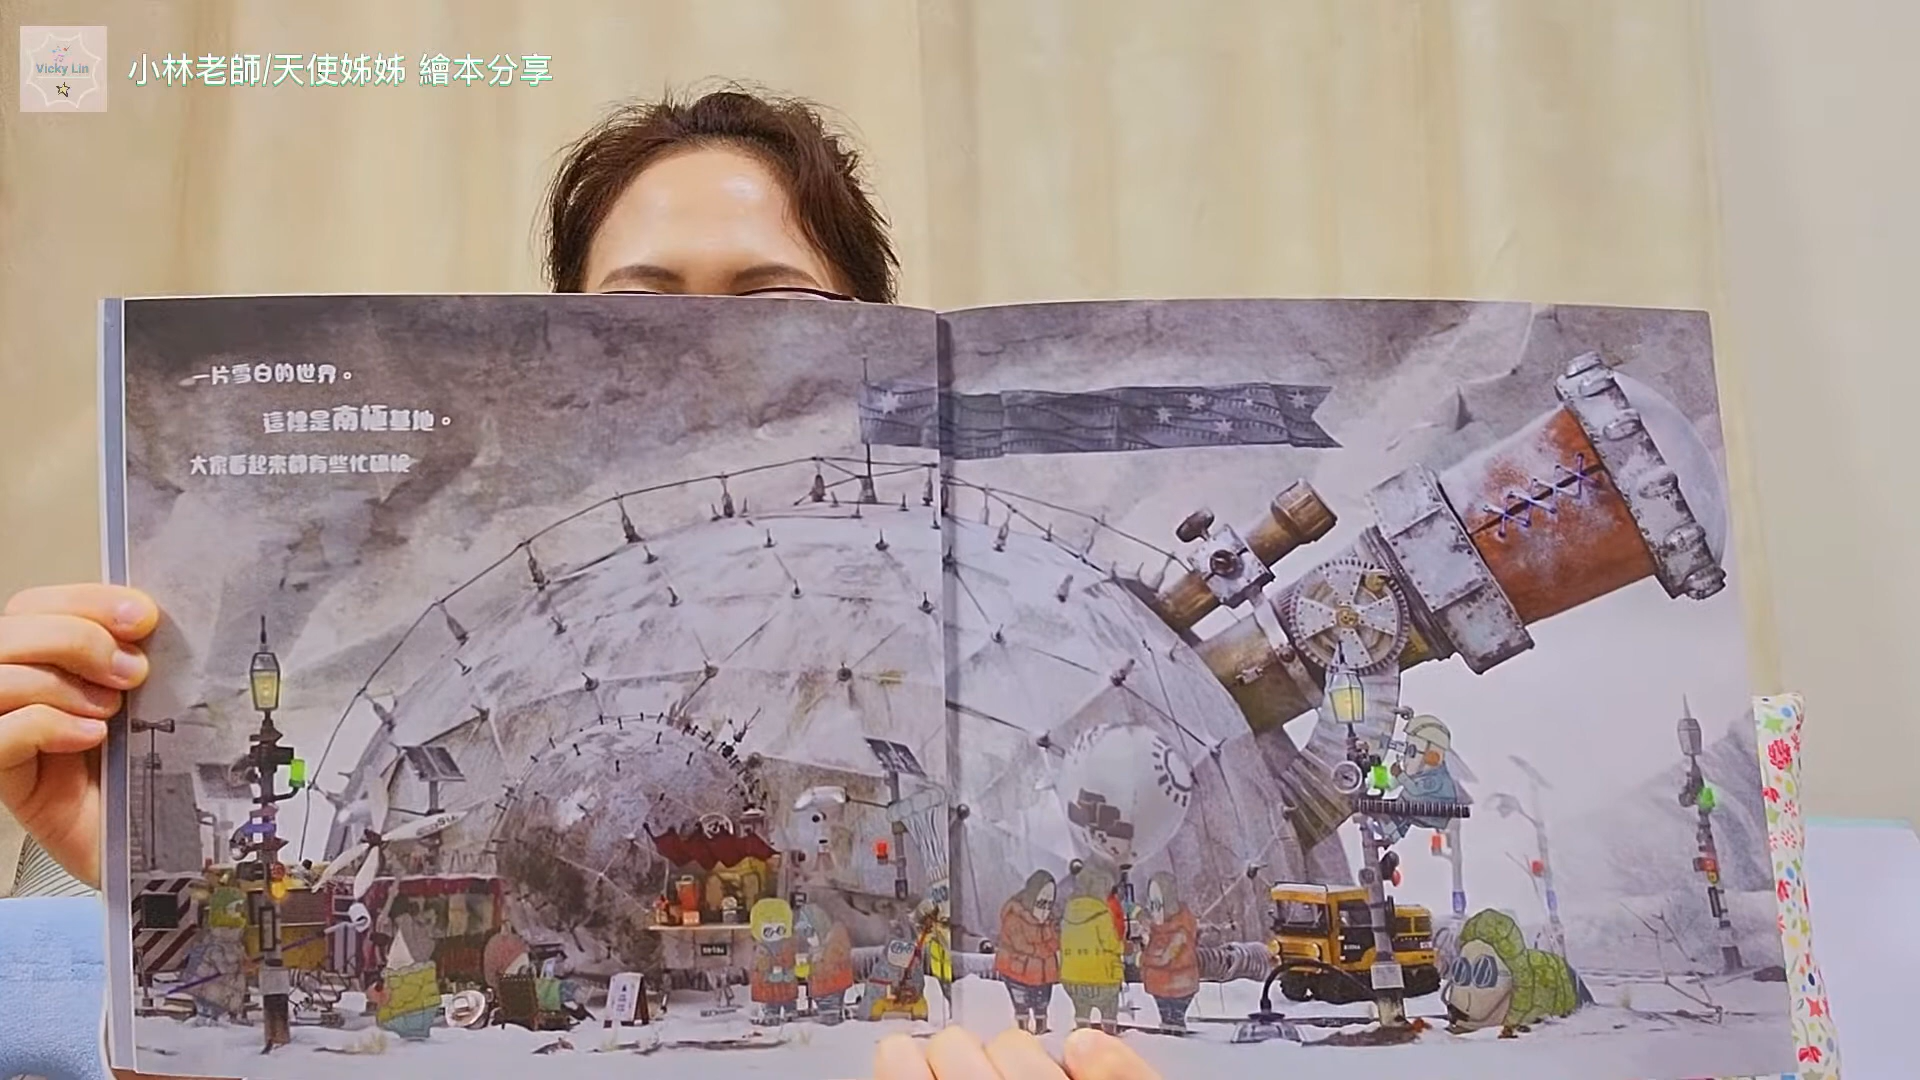 Vicky Lin
小林老師/天使姊姊 繪本分享
一片雪白的世界。
這裡是南極基地。
大家看起來都有些忙碌呢